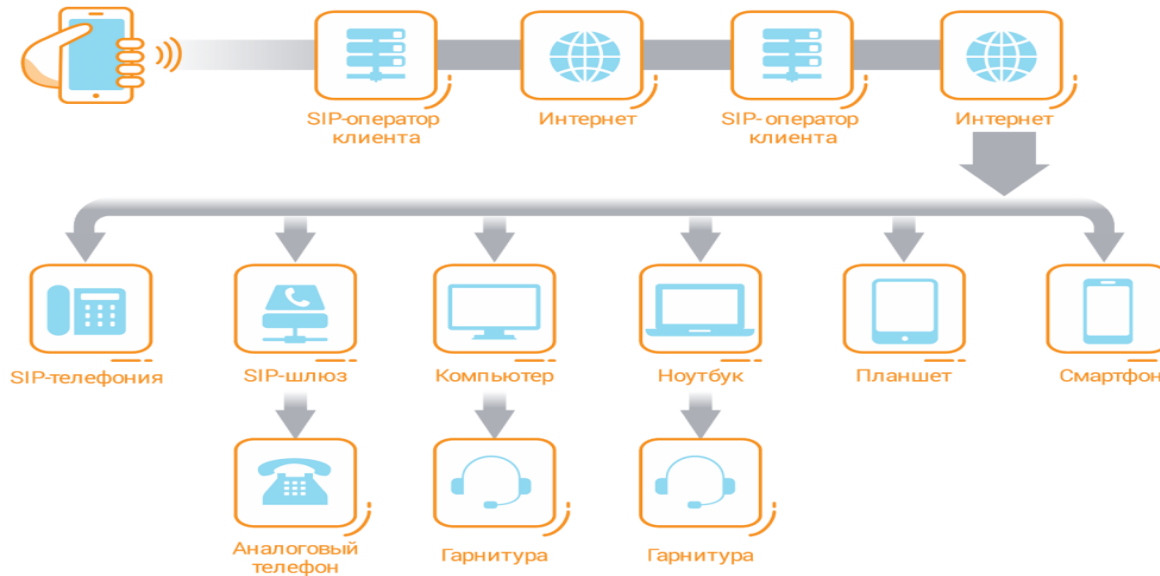 SIP-оператор
клиента
Интернет
SIP- оператор
клиента
Интернет
SIP-телефония
SIP-шлюз
Компьютер
Ноутбук
Планшет
Смартфон
Аналоговый
телефон
Гарнитура
Гарнитура